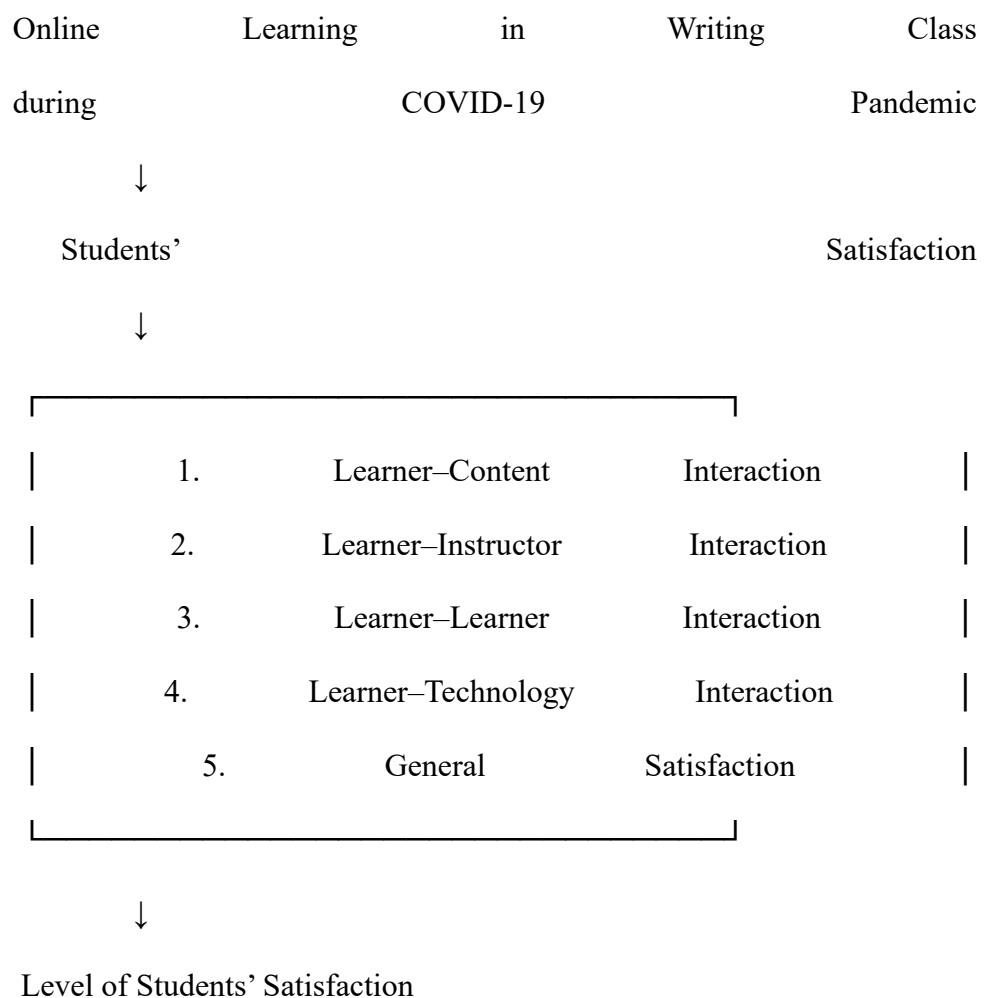 Online Learning in Writing Class
during COVID-19 Pandemic
↓
Students’ Satisfaction
↓
1. Learner–Content Interaction
2. Learner–Instructor Interaction
3. Learner–Learner Interaction
4. Learner–Technology Interaction
5. General Satisfaction
↓
Level of Students’ Satisfaction